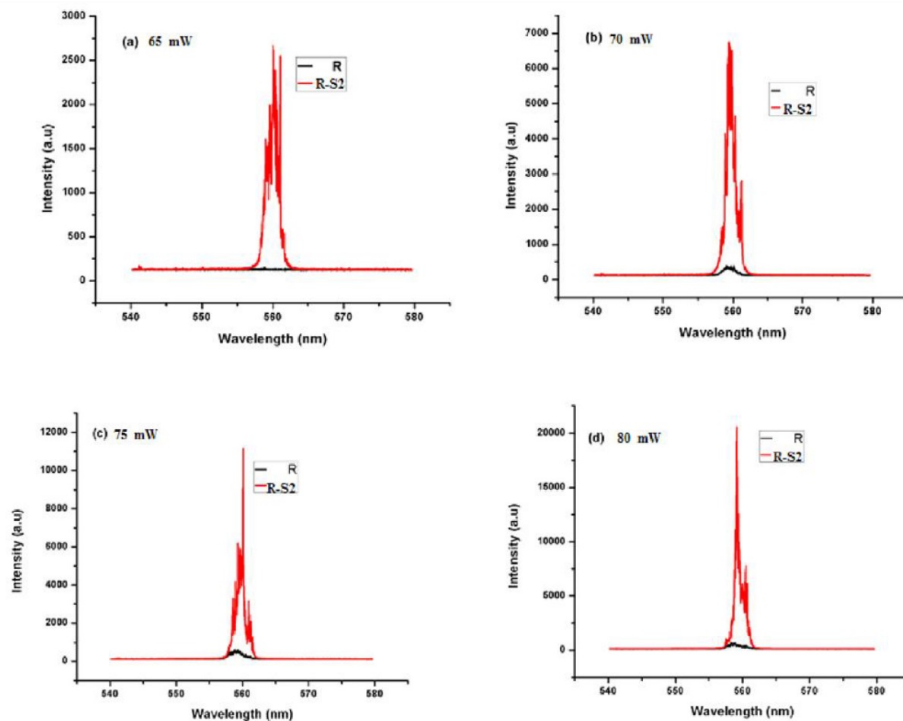 (a) 65 mW
R
R-S2
3000
2500
2000
1500
1000
500
0
Intensity (a.u)
540 550 560 570 580
Wavelength (nm)
(b) 70 mW
R
R-S2
7000
6000
5000
4000
3000
2000
1000
0
Intensity (a.u)
540 550 560 570 580
Wavelength (nm)
(c) 75 mW
R
R-S2
12000
10000
8000
6000
4000
2000
0
Intensity (a.u)
540 550 560 570 580
Wavelength (nm)
(d) 80 mW
R
R-S2
20000
15000
10000
5000
0
Intensity (a.u)
540 550 560 570 580
Wavelength (nm)